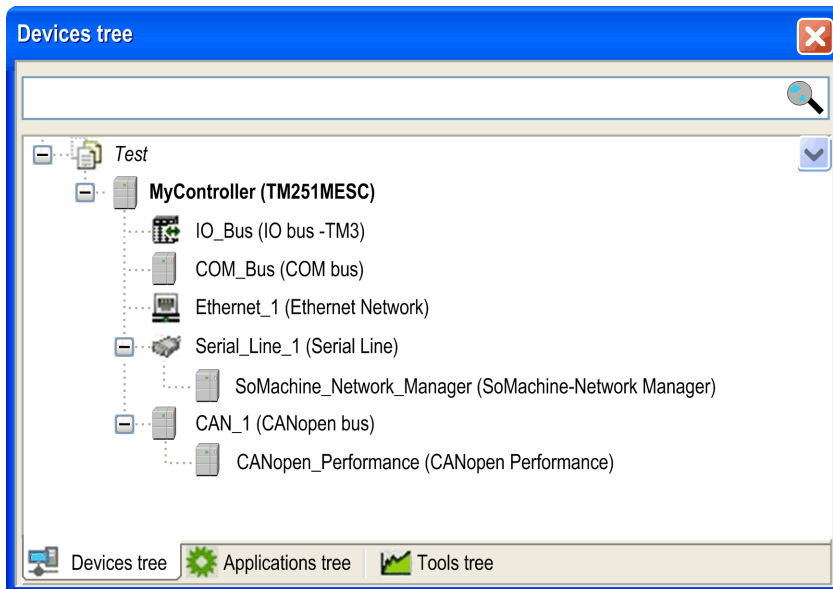 Devices tree
Test
MyController (TM251MESC)
IO_Bus (IO bus -TM3)
COM_Bus (COM bus)
Ethernet_1 (Ethernet Network)
Serial_Line_1 (Serial Line)
SoMachine_Network_Manager (SoMachine-Network Manager)
CAN_1 (CANopen bus)
CANopen_Performance (CANopen Performance)
Devices tree Applications tree Tools tree